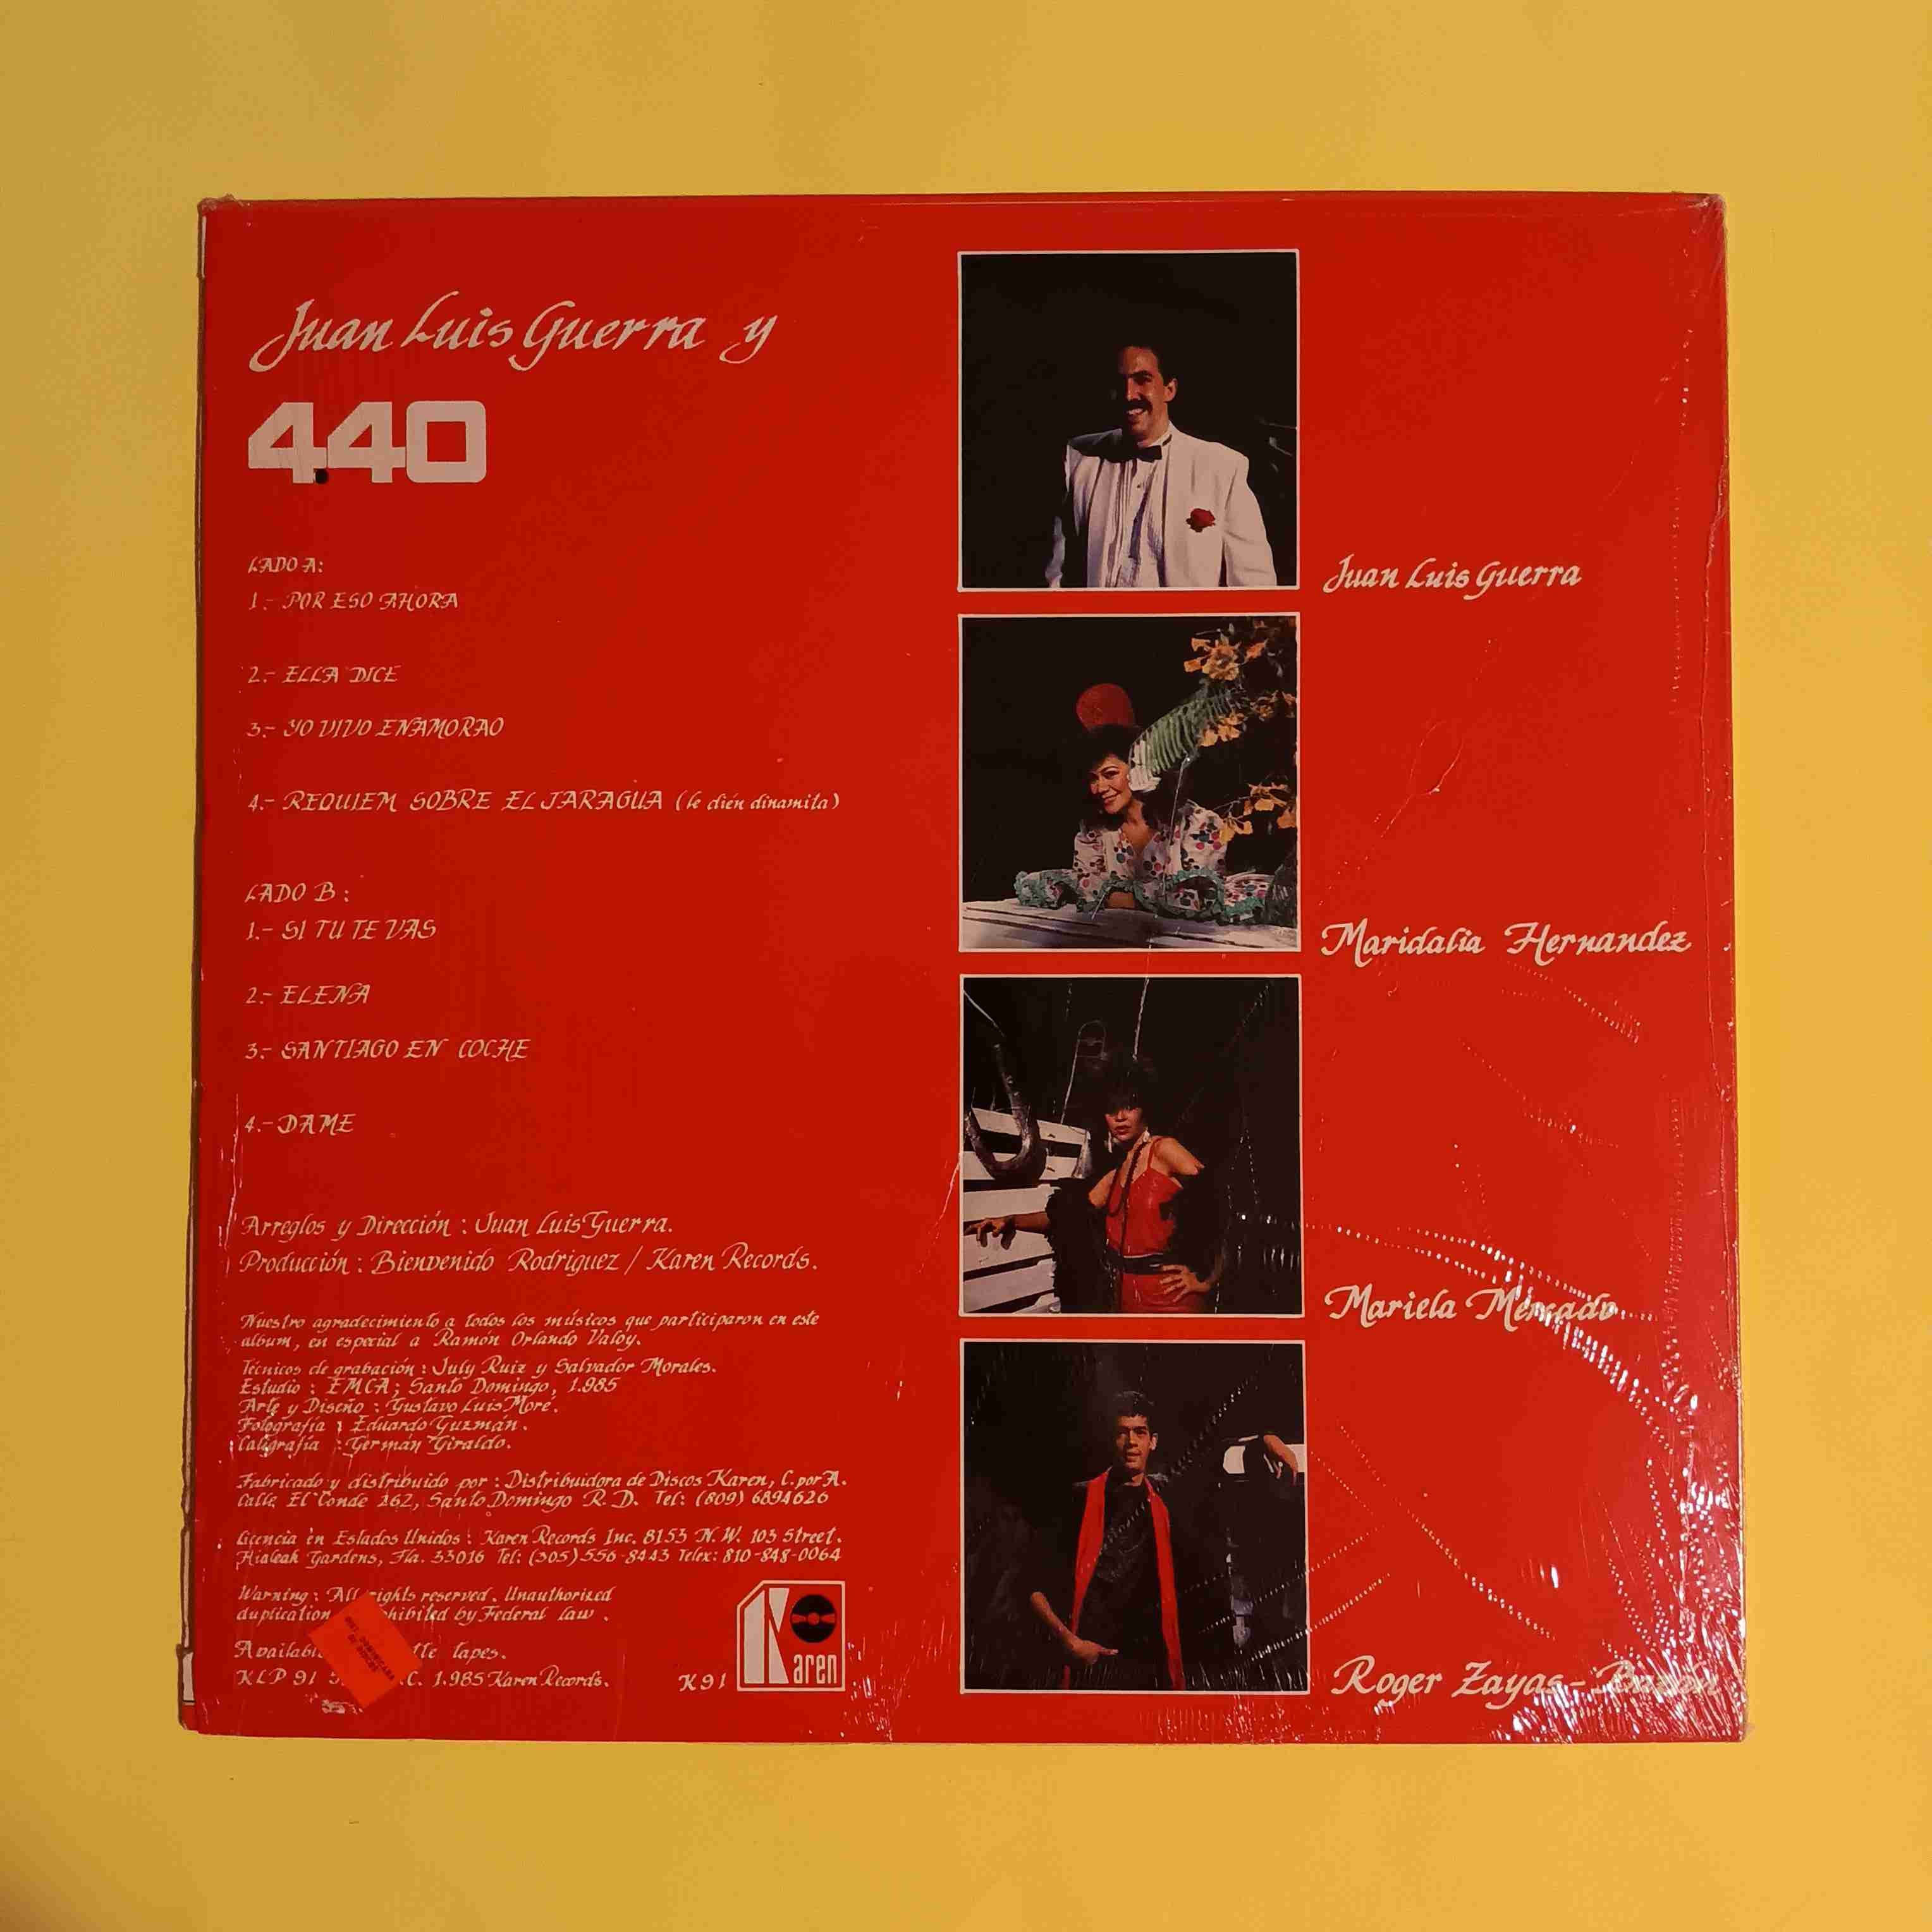 Juan Luis Guerra y
4.40
LADO A:
1.- POR ESO AHORA
2.- ELLA DICE
3.- YO VIVO ENAMORAO
4.- REQUIEM SOBRE EL JARAGUA (le dién dinamita)
LADO B:
1.- SI TU TE VAS
2.- ELENA
3.- SANTIAGO EN COCHE
4.- DAME
Arreglos y Dirección : Juan Luis Guerra.
Producción : Bienvenido Rodriguez / Karen Records.
Nuestro agradecimiento a todos los músicos que participaron en este
album, en especial a Ramón Orlando Valoy.
Técnicos de grabación : July Ruiz y Salvador Morales.
Estudio : EMCA ; Santo Domingo, 1.985
Arte y Diseño : Gustavo Luis Moré.
Fotografía : Eduardo Guzmán.
Caligrafía : Germán Giraldo.
Fabricado y distribuido por : Distribuidora de Discos Karen, C. por A.
Calle El Conde 262, Santo Domingo R. D. Tel: (809) 6894626
Licencia en Estados Unidos : Karen Records Inc. 8153 N. W. 103 Street.
Hialeah Gardens, Fla. 33016 Tel: (305) 556-8443 Telex: 810-848-0064
Warning : All rights reserved. Unauthorized
duplication by Federal law .
tapes.
KLP 91 1.985 Karen Records.
K91
Karen
Juan Luis Guerra
Maridalia Hernandez
Mariela Mercado
Roger Zayas-